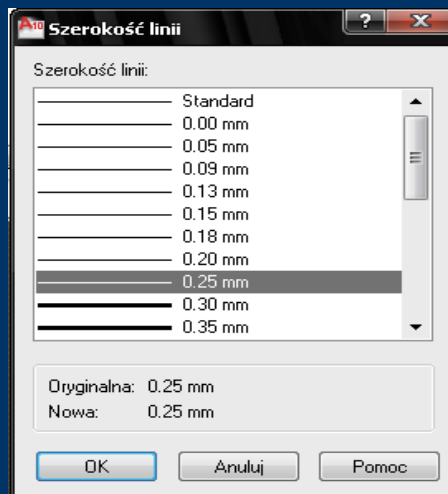 A10 Szerokość linii
Szerokość linii:
Standard
0.00 mm
0.05 mm
0.09 mm
0.13 mm
0.15 mm
0.18 mm
0.20 mm
0.25 mm
0.30 mm
0.35 mm
Oryginalna: 0.25 mm
Nowa: 0.25 mm
OK Anuluj Pomoc